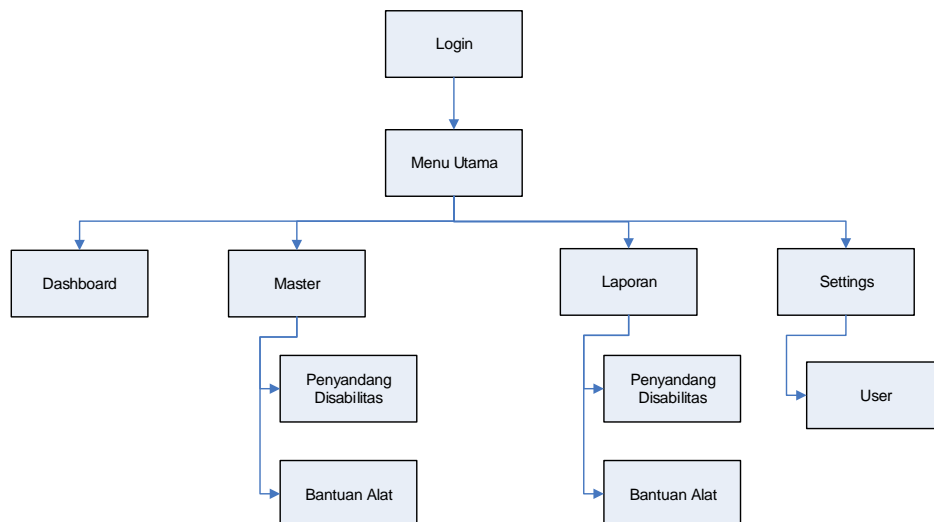 Login
Menu Utama
Dashboard
Master
Laporan
Settings
Penyandang
Disabilitas
Penyandang
Disabilitas
User
Bantuan Alat
Bantuan Alat